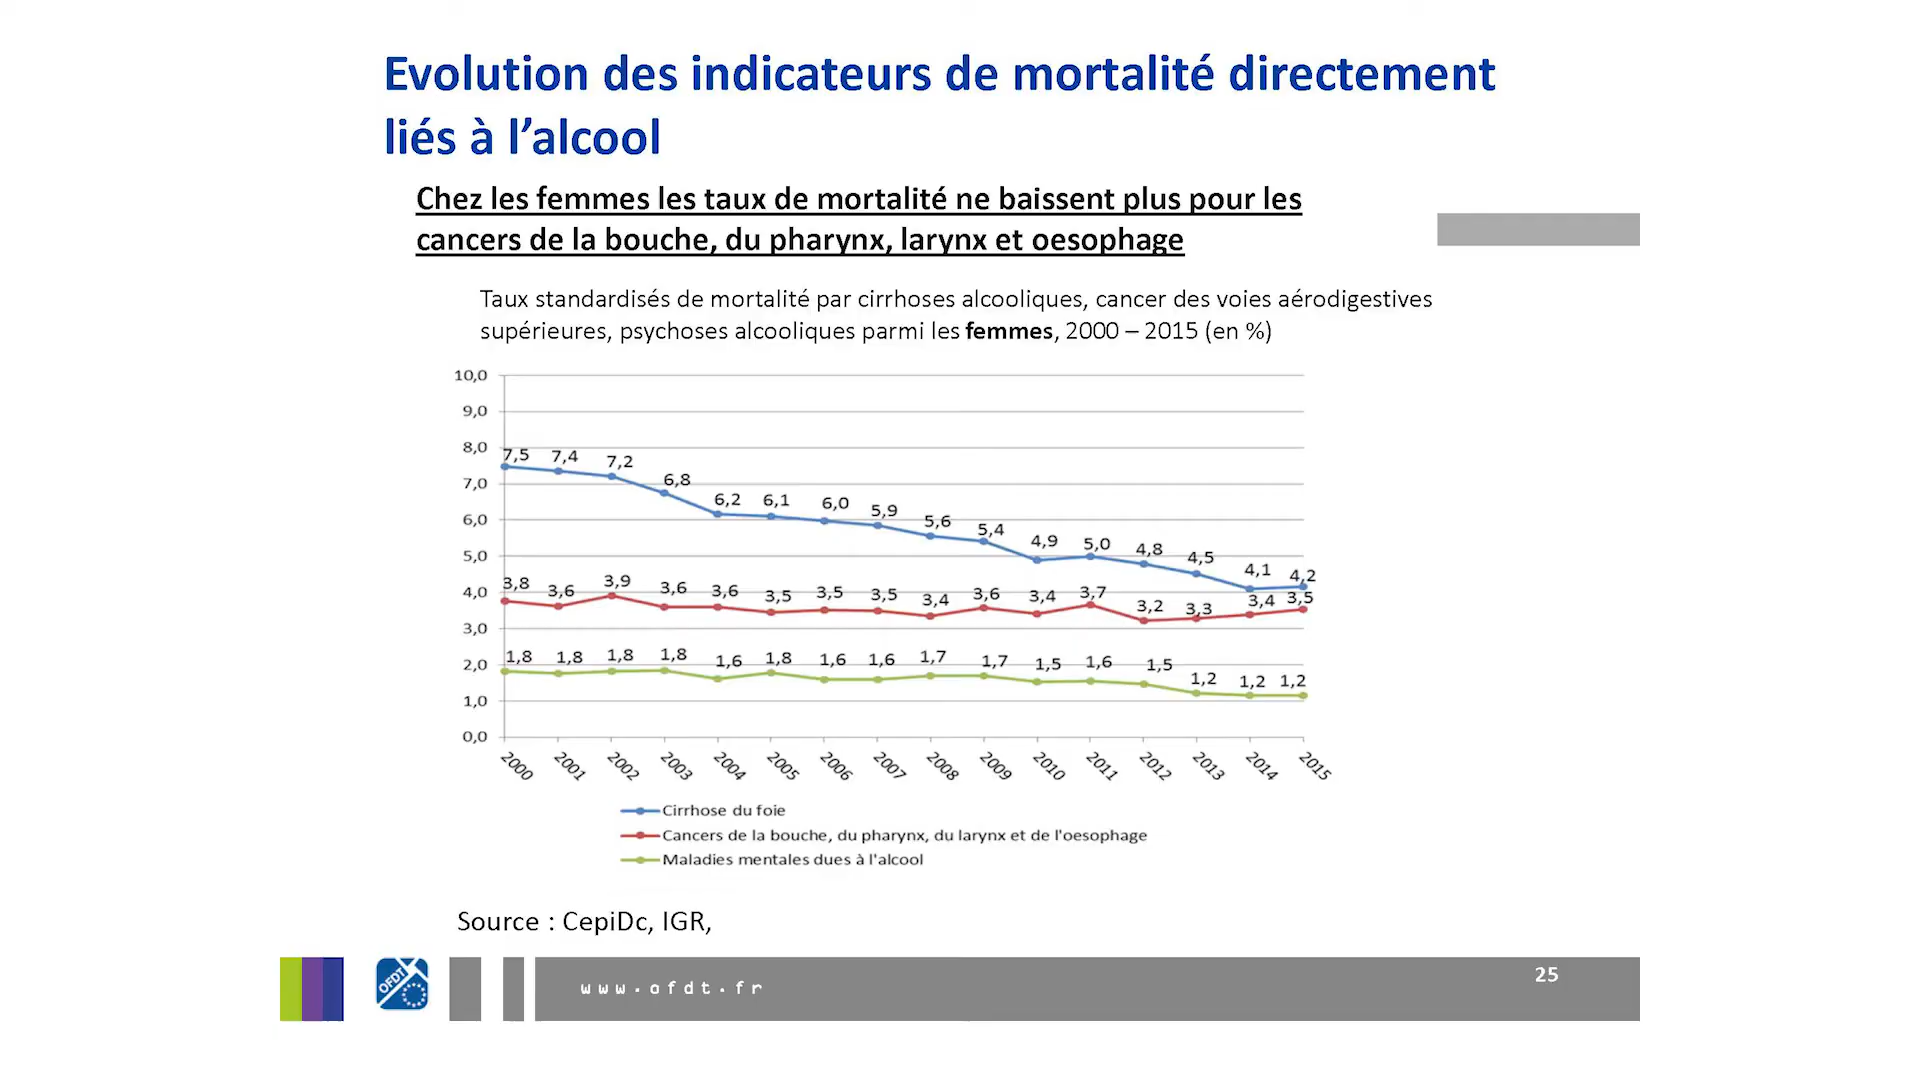 Evolution des indicateurs de mortalité directement
liés à l’alcool
Chez les femmes les taux de mortalité ne baissent plus pour les
cancers de la bouche, du pharynx, larynx et oesophage
Taux standardisés de mortalité par cirrhoses alcooliques, cancer des voies aérodigestives
supérieures, psychoses alcooliques parmi les femmes, 2000 – 2015 (en %)
10,0
9,0
8,0
7,0
6,0
5,0
4,0
3,0
2,0
1,0
0,0
7,5 7,4 7,2 6,8 6,2 6,1 6,0 5,9 5,6 5,4 4,9 5,0 4,8 4,5 4,1 4,2
3,8 3,6 3,9 3,6 3,6 3,5 3,5 3,5 3,4 3,6 3,4 3,7 3,2 3,3 3,4 3,5
1,8 1,8 1,8 1,8 1,6 1,8 1,6 1,6 1,7 1,7 1,5 1,6 1,5 1,2 1,2 1,2
2000 2001 2002 2003 2004 2005 2006 2007 2008 2009 2010 2011 2012 2013 2014 2015
Cirrhose du foie
Cancers de la bouche, du pharynx, du larynx et de l'oesophage
Maladies mentales dues à l'alcool
Source : CepiDc, IGR,
OFDT
www.ofdt.fr
25